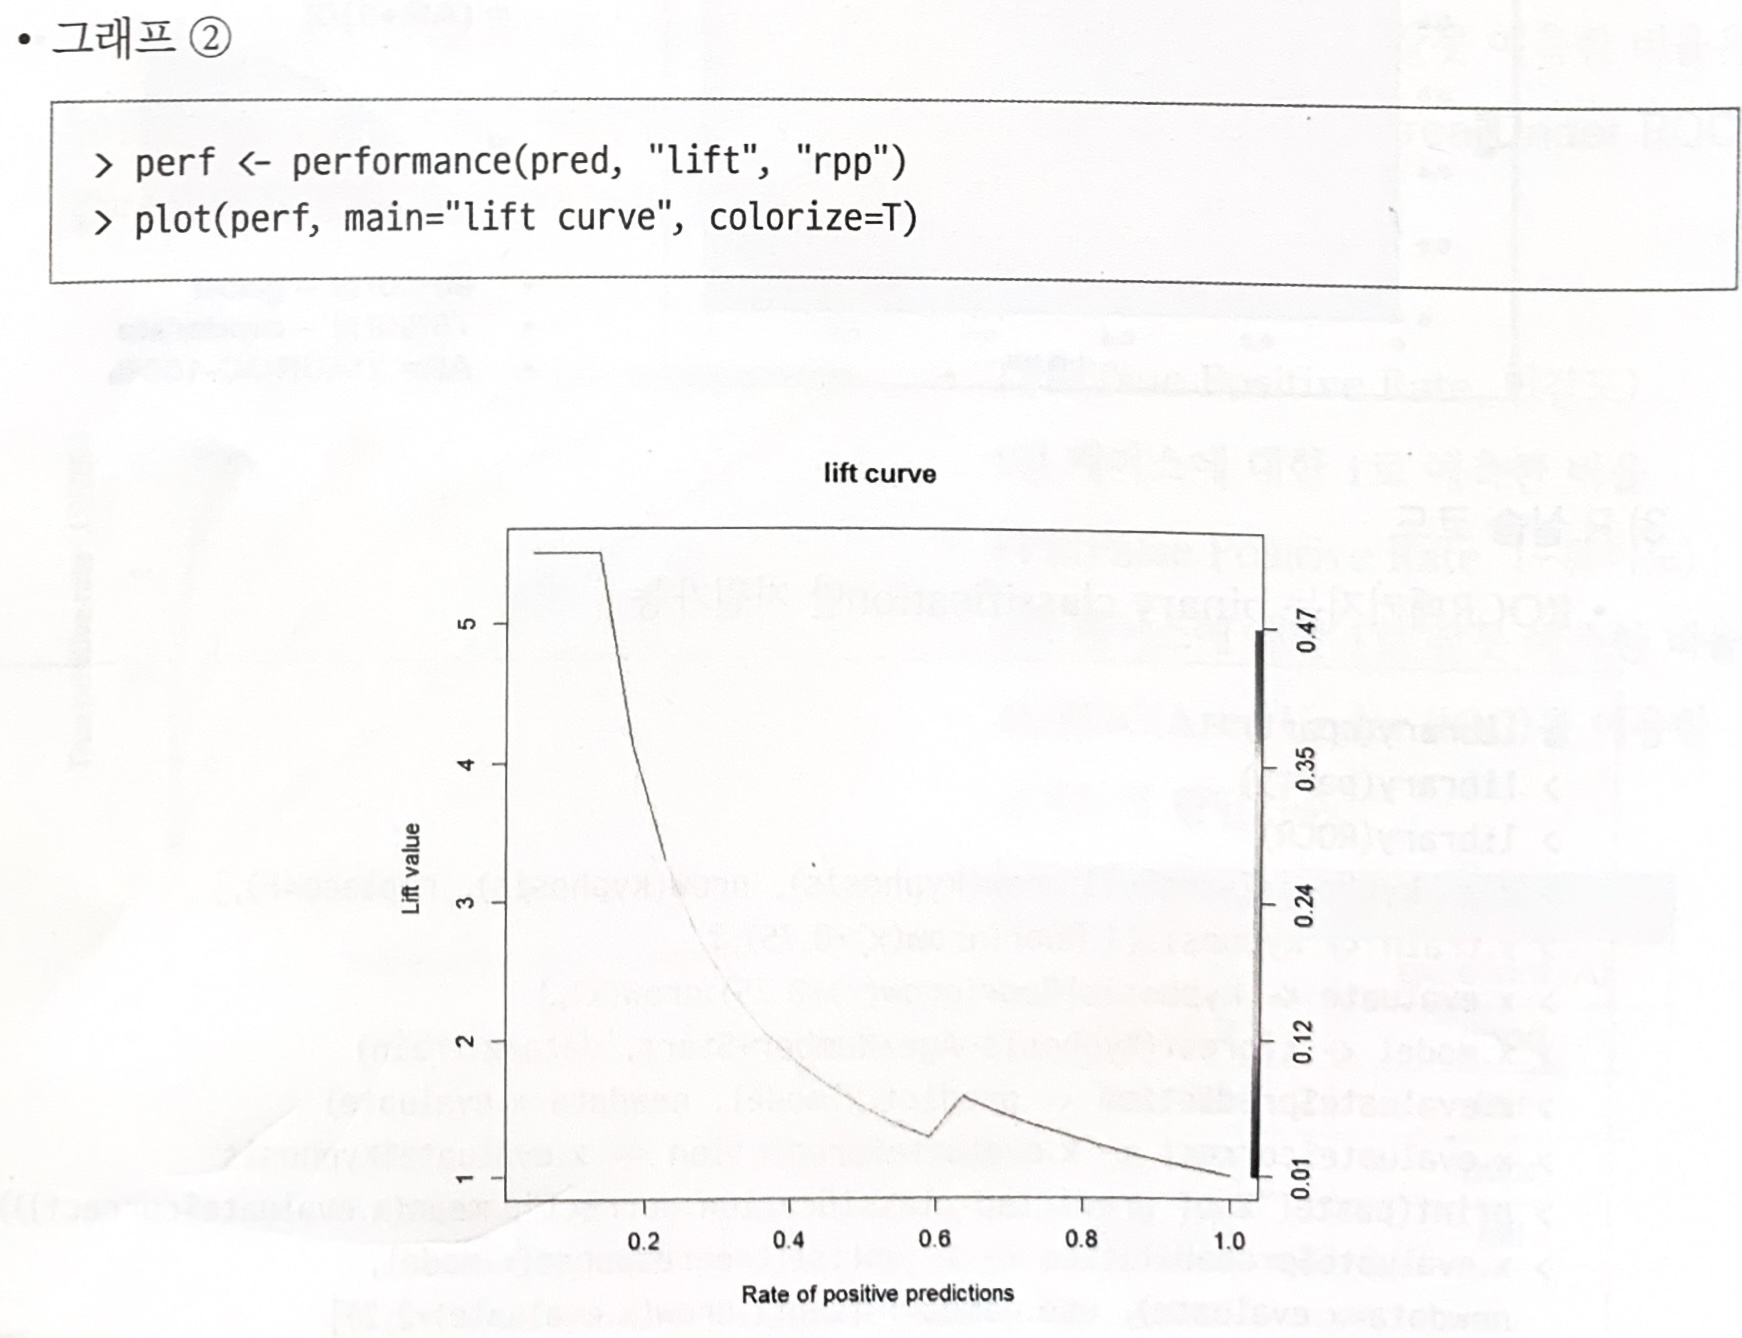 • 그래프 ②
> perf <- performance(pred, "lift", "rpp")
> plot(perf, main="lift curve", colorize=T)
lift curve
Lift value
5
4
3
2
1
0.47
0.35
0.24
0.12
0.01
0.2 0.4 0.6 0.8 1.0
Rate of positive predictions